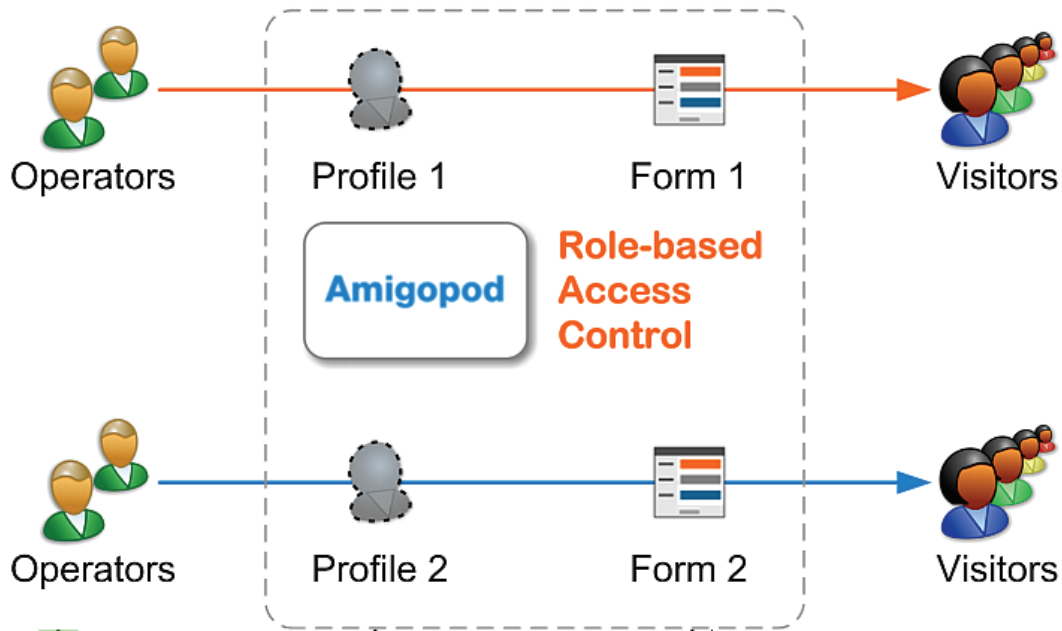 Operators
Profile 1
Form 1
Visitors
Amigopod
Role-based
Access
Control
Operators
Profile 2
Form 2
Visitors